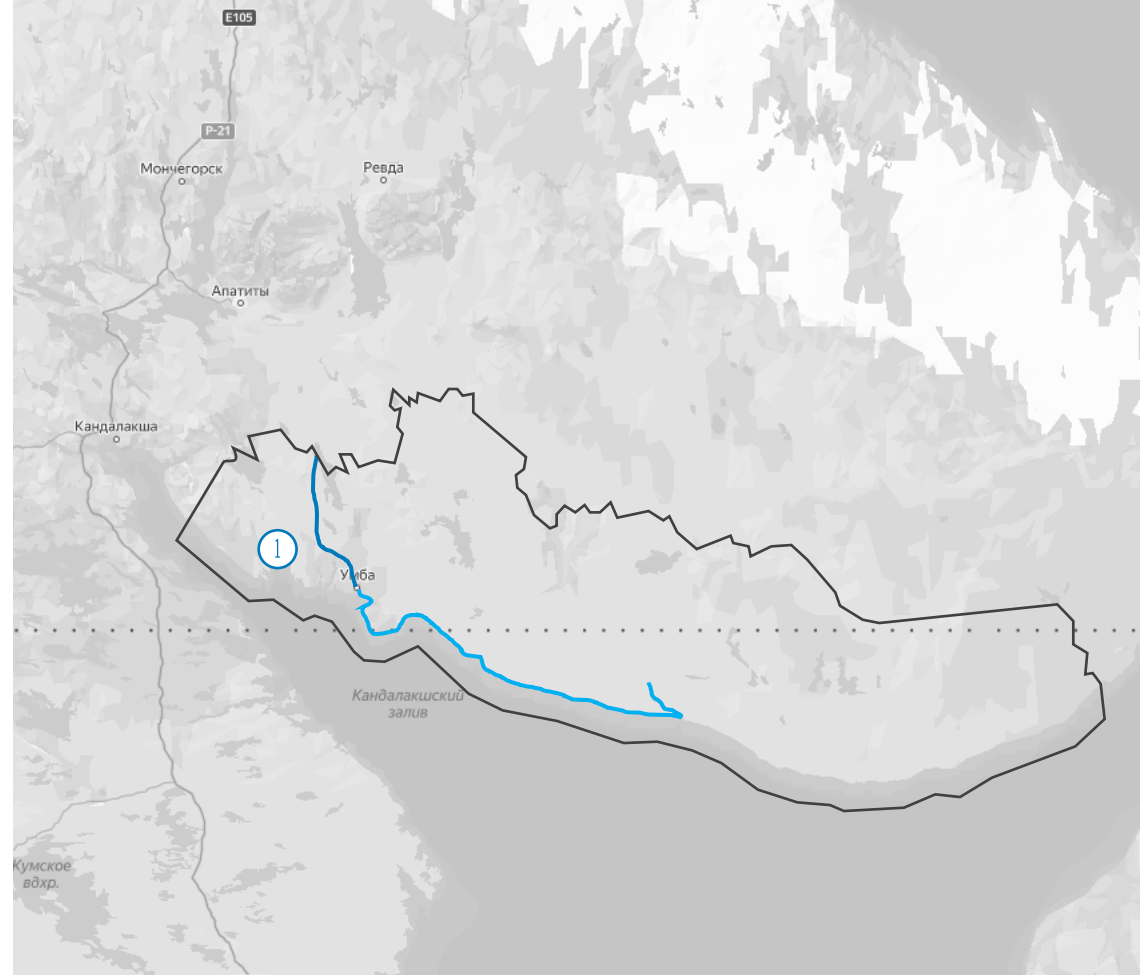 E105
Р-21
Мончегорск
Ревда
Апатиты
Кандалакша
1
Умба
Кандалакшский
залив
Кумское
вдхр.